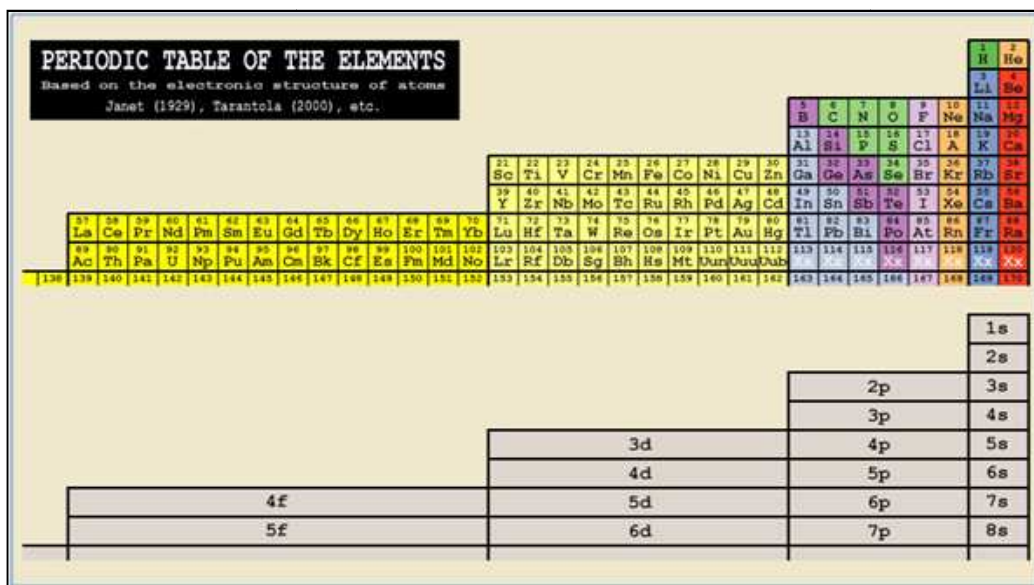 PERIODIC TABLE OF THE ELEMENTS
Based on the electronic structure of atoms
Janet (1929), Tarantola (2000), etc.
1 2
H He
3 4
Li Be
5 6 7 8 9 10 11 12
B C N O F Ne Na Mg
13 14 15 16 17 18 19 20
Al Si P S Cl A K Ca
21 22 23 24 25 26 27 28 29 30 31 32 33 34 35 36 37 38
Sc Ti V Cr Mn Fe Co Ni Cu Zn Ga Ge As Se Br Kr Rb Sr
39 40 41 42 43 44 45 46 47 48 49 50 51 52 53 54 55 56
Y Zr Nb Mo Tc Ru Rh Pd Ag Cd In Sn Sb Te I Xe Cs Ba
57 58 59 60 61 62 63 64 65 66 67 68 69 70 71 72 73 74 75 76 77 78 79 80 81 82 83 84 85 86 87 88
La Ce Pr Nd Pm Sm Eu Gd Tb Dy Ho Er Tm Yb Lu Hf Ta W Re Os Ir Pt Au Hg Tl Pb Bi Po At Rn Fr Ra
89 90 91 92 93 94 95 96 97 98 99 100 101 102 103 104 105 106 107 108 109 110 111 112 113 114 115 116 117 118 119 120
Ac Th Pa U Np Pu Am Cm Bk Cf Es Fm Md No Lr Rf Db Sg Bh Hs Mt Uun Uuu Uub Xx Xx Xx Xx Xx Xx Xx Xx
138 139 140 141 142 143 144 145 146 147 148 149 150 151 152 153 154 155 156 157 158 159 160 161 162 163 164 165 166 167 168 169 170
1s
2s
2p 3s
3p 4s
3d 4p 5s
4d 5p 6s
4f 5d 6p 7s
5f 6d 7p 8s